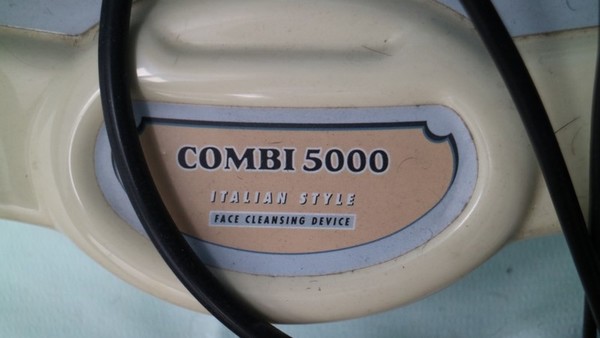 COMBI 5000
ITALIAN STYLE
FACE CLEANSING DEVICE